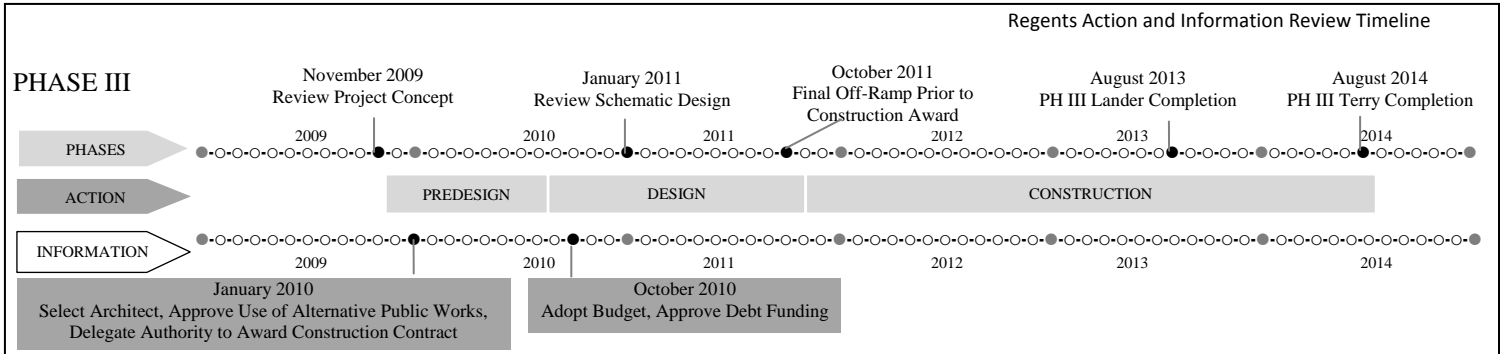 Regents Action and Information Review Timeline
PHASE III
November 2009
Review Project Concept
January 2011
Review Schematic Design
October 2011
Final Off-Ramp Prior to
Construction Award
August 2013
PH III Lander Completion
August 2014
PH III Terry Completion
PHASES
2009
2010
2011
2012
2013
2014
ACTION
PREDESIGN
DESIGN
CONSTRUCTION
INFORMATION
2009
2010
2011
2012
2013
2014
January 2010
Select Architect, Approve Use of Alternative Public Works,
Delegate Authority to Award Construction Contract
October 2010
Adopt Budget, Approve Debt Funding